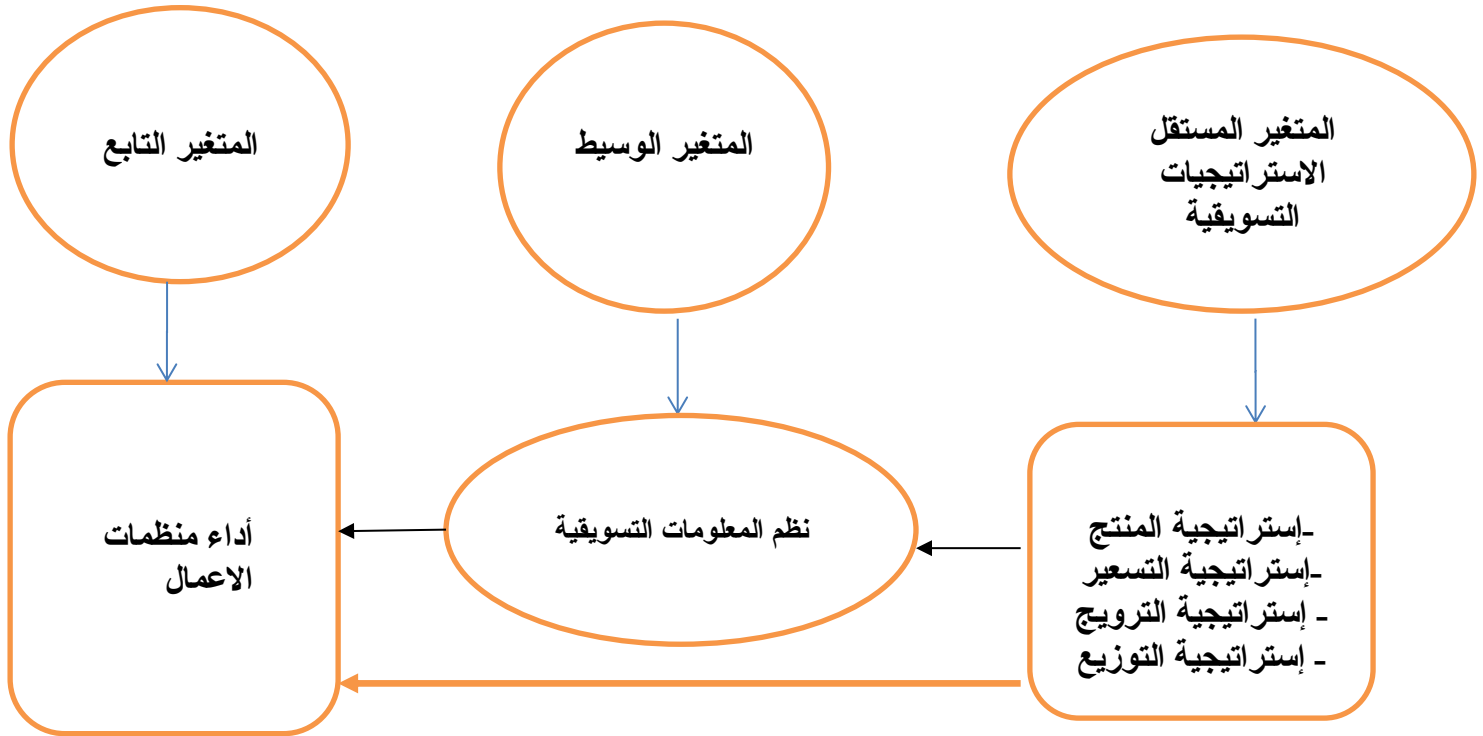 المتغير المستقل
الاستراتيجيات
التسويقية
المتغير الوسيط
المتغير التابع
-إستراتيجية المنتج
-إستراتيجية التسعير
- إستراتيجية الترويج
- إستراتيجية التوزيع
نظم المعلومات التسويقية
أداء منظمات
الاعمال